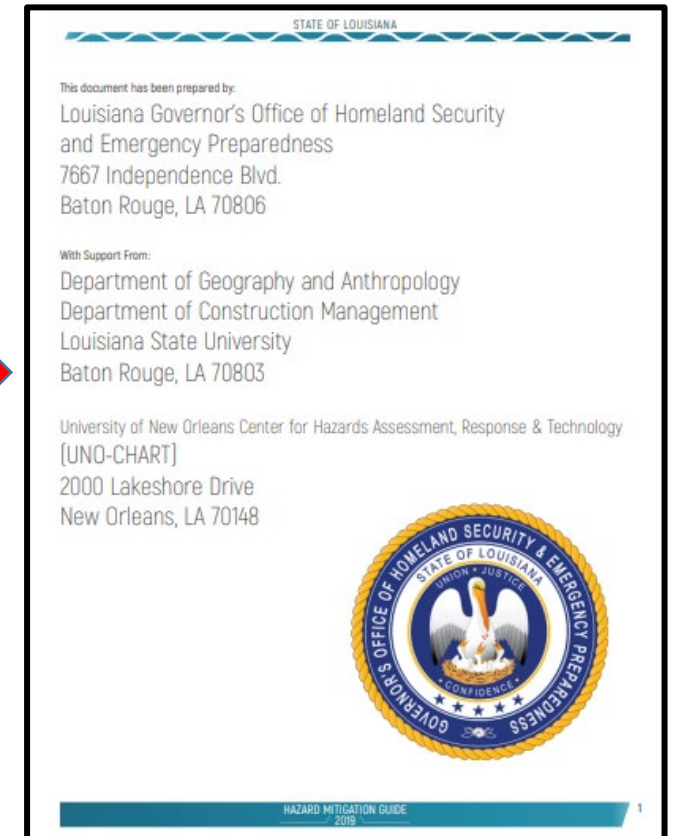 STATE OF LOUISIANA
This document has been prepared by:
Louisiana Governor's Office of Homeland Security
and Emergency Preparedness
7667 Independence Blvd.
Baton Rouge, LA 70806
With Support From:
Department of Geography and Anthropology
Department of Construction Management
Louisiana State University
Baton Rouge, LA 70803
University of New Orleans Center for Hazards Assessment, Response & Technology
(UNO-CHART)
2000 Lakeshore Drive
New Orleans, LA 70148
GOVERNOR'S OFFICE OF HOMELAND SECURITY & EMERGENCY PREPAREDNESS
STATE OF LOUISIANA
UNION • JUSTICE
• CONFIDENCE •
HAZARD MITIGATION GUIDE
2019
1